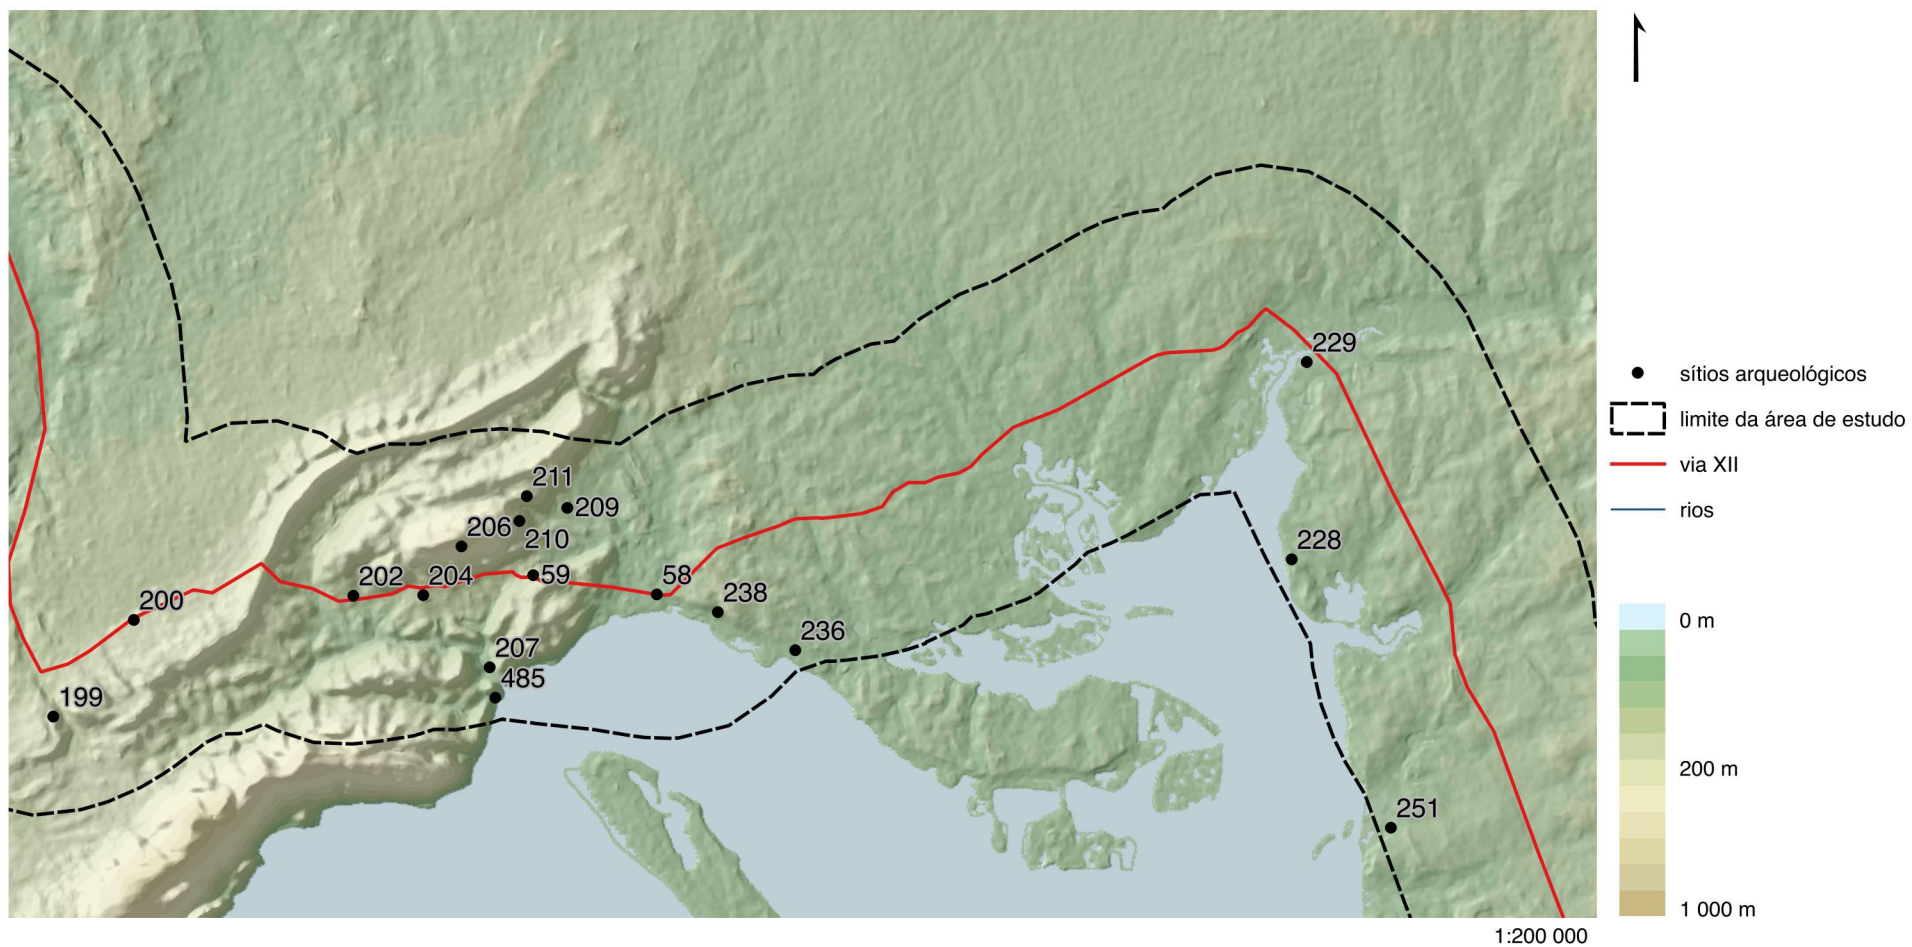 229
211
209
206
210
228
202
204
59
58
200
238
236
207
485
199
251
sítios arqueológicos
limite da área de estudo
via XII
rios
0 m
200 m
1 000 m
1:200 000